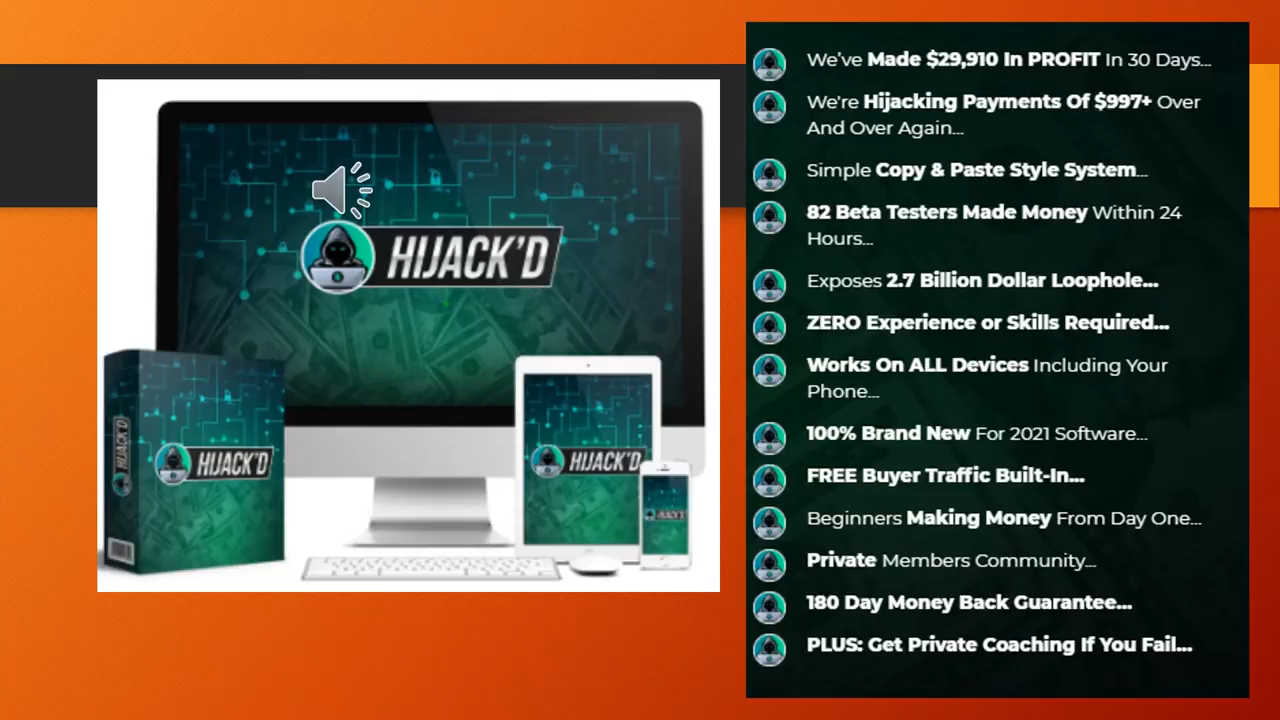 HIJACK'D
HIJACK'D
HIJACK'D
HIJACK'D
HIJACK'D
We've Made $29,910 In PROFIT In 30 Days...
We're Hijacking Payments Of $997+ Over
And Over Again...
Simple Copy & Paste Style System...
82 Beta Testers Made Money Within 24
Hours...
Exposes 2.7 Billion Dollar Loophole...
ZERO Experience or Skills Required...
Works On ALL Devices Including Your
Phone...
100% Brand New For 2021 Software...
FREE Buyer Traffic Built-In...
Beginners Making Money From Day One...
Private Members Community...
180 Day Money Back Guarantee...
PLUS: Get Private Coaching If You Fail...